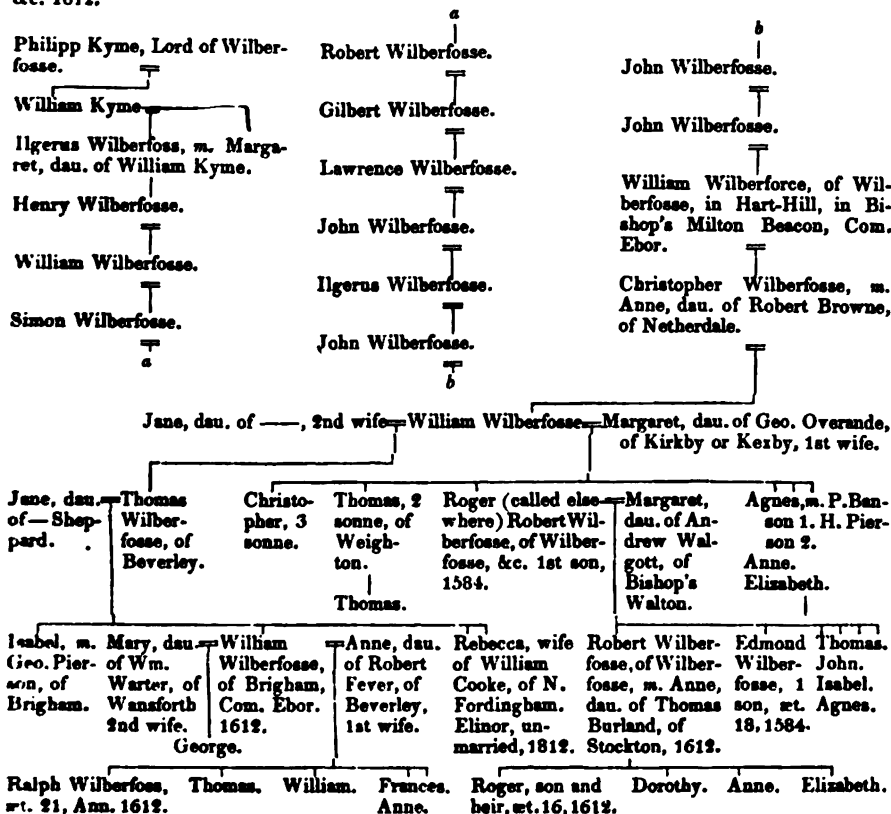 &c. 1612.
Philipp Kyme, Lord of Wilber-
fosse.
William Kyme
Ilgerus Wilberfoss, m. Marga-
ret, dau. of William Kyme.
Henry Wilberfosse.
William Wilberfosse.
Simon Wilberfosse.
a
a
Robert Wilberfosse.
Gilbert Wilberfosse.
Lawrence Wilberfosse.
John Wilberfosse.
Ilgerus Wilberfosse.
John Wilberfosse.
b
b
John Wilberfosse.
John Wilberfosse.
William Wilberforce, of Wil-
berfosse, in Hart-Hill, in Bi-
shop's Milton Beacon, Com.
Ebor.
Christopher Wilberfosse, m.
Anne, dau. of Robert Browne,
of Netherdale.
Jane, dau. of ——, 2nd wife
William Wilberfosse
Margaret, dau. of Geo. Overande,
of Kirkby or Kexby, 1st wife.
Jane, dau.
of — Shep-
pard.
Thomas
Wilber-
fosse, of
Beverley.
Christo-
pher, 3
sonne.
Thomas, 2
sonne, of
Weigh-
ton.
Thomas.
Roger (called else-
where) Robert Wil-
berfosse, of Wilber-
fosse, &c. 1st son,
1584.
Margaret,
dau. of An-
drew Wal-
gott, of
Bishop's
Walton.
Agnes, m. P. Ban-
son 1. H. Pier-
son 2.
Anne.
Elizabeth.
Isabel, m.
Geo. Pier-
son, of
Brigham.
Mary, dau.
of Wm.
Warter, of
Wansforth
2nd wife.
George.
William
Wilberfosse,
of Brigham,
Com. Ebor.
1612.
Anne, dau.
of Robert
Fever, of
Beverley,
1st wife.
Rebecca, wife
of William
Cooke, of N.
Fordingham.
Elinor, un-
married, 1812.
Robert Wilber-
fosse, of Wilber-
fosse, m. Anne,
dau. of Thomas
Burland, of
Stockton, 1612.
Edmond
Wilber-
fosse, 1
son, æt.
18, 1584.
Thomas.
John.
Isabel.
Agnes.
Ralph Wilberfoss,
æt. 21, Ann. 1612.
Thomas.
William.
Frances.
Anne.
Roger, son and
heir, æt. 16, 1612.
Dorothy.
Anne.
Elizabeth.